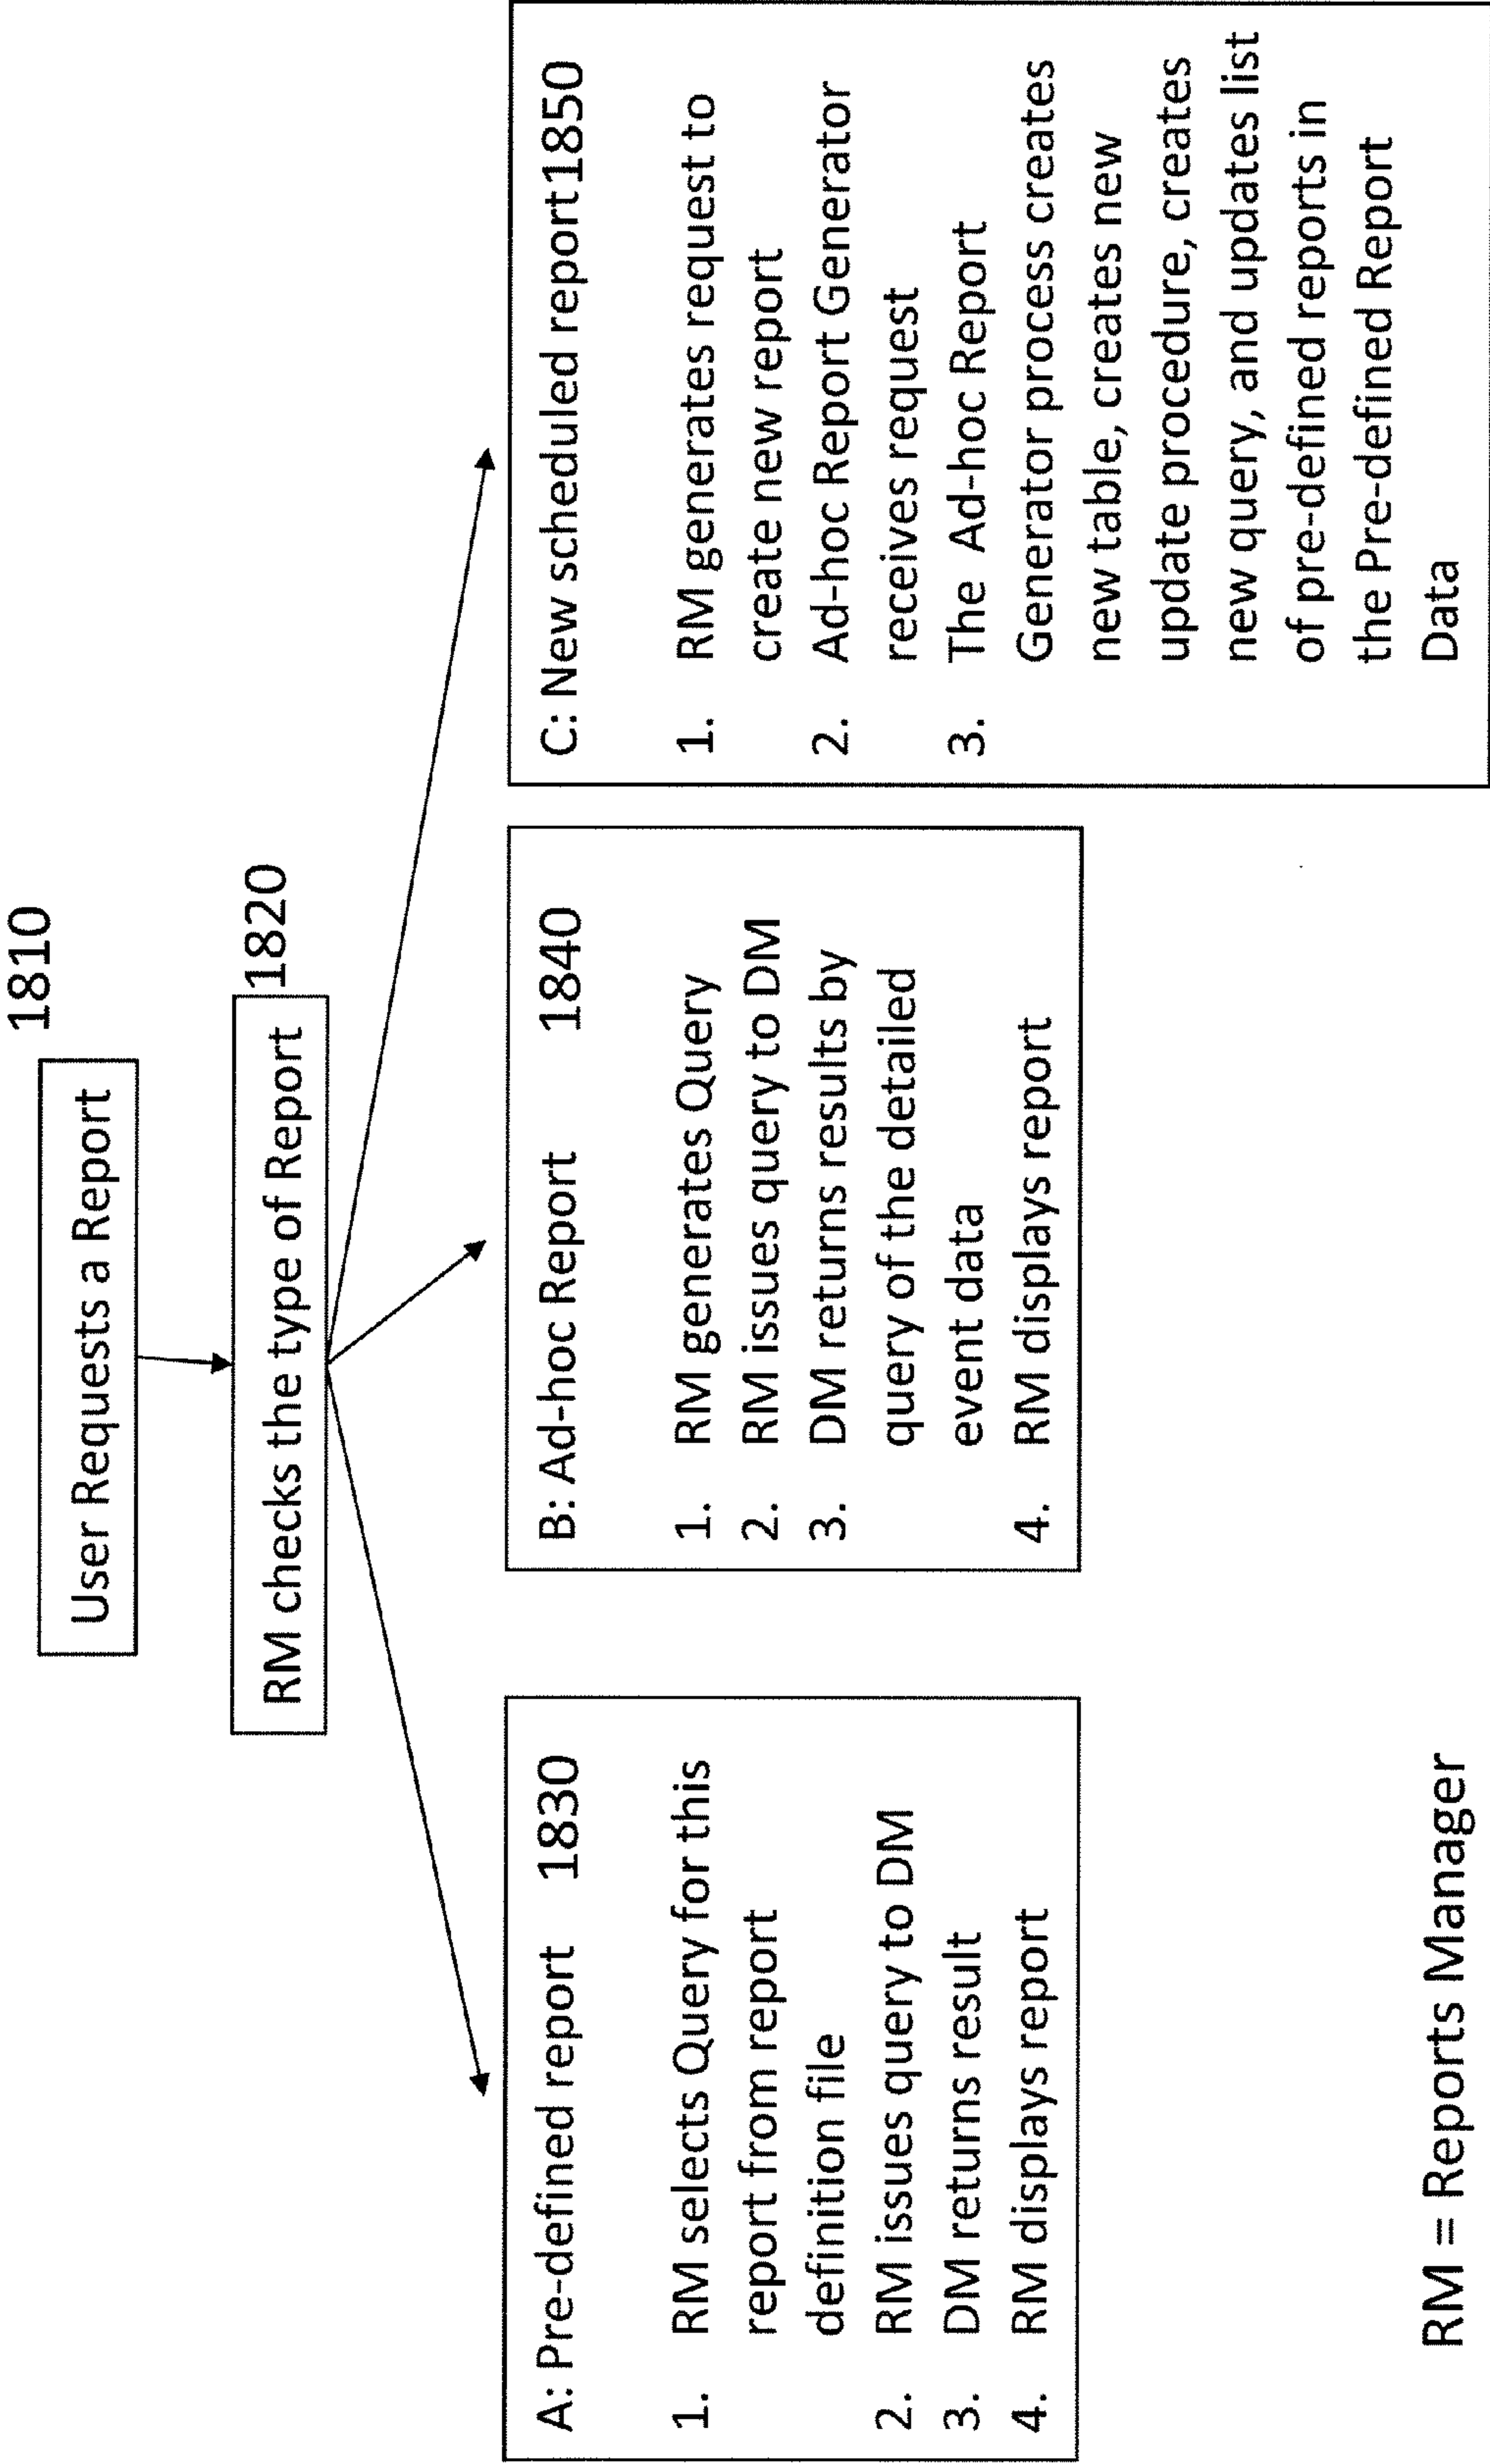 1810
User Requests a Report
1820
RM checks the type of Report
A: Pre-defined report 1830
1. RM selects Query for this
report from report
definition file
2. RM issues query to DM
3. DM returns result
4. RM displays report
B: Ad-hoc Report 1840
1. RM generates Query
2. RM issues query to DM
3. DM returns results by
query of the detailed
event data
4. RM displays report
C: New scheduled report1850
1. RM generates request to
create new report
2. Ad-hoc Report Generator
receives request
3. The Ad-hoc Report
Generator process creates
new table, creates new
update procedure, creates
new query, and updates list
of pre-defined reports in
the Pre-defined Report
Data
RM = Reports Manager